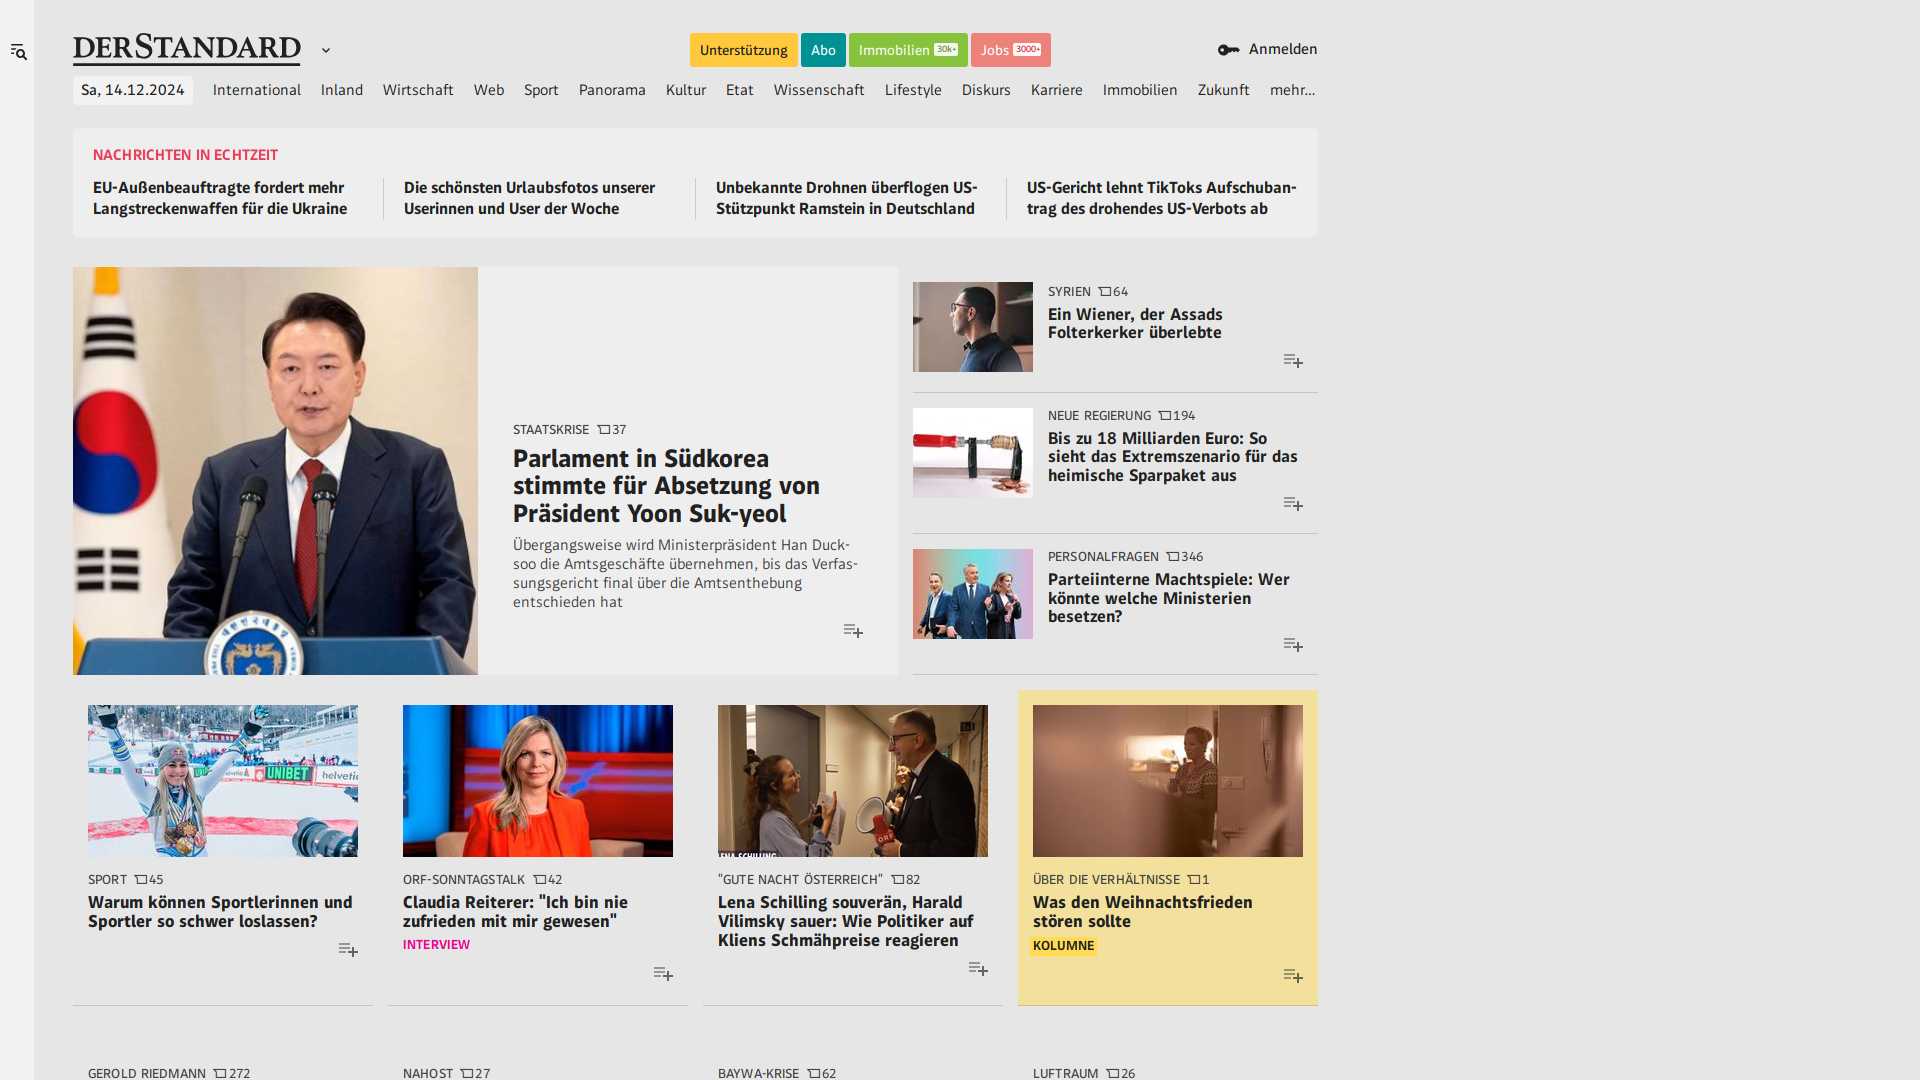 DERSTANDARD
Unterstützung
Abo
Immobilien 30k+
Jobs 3000+
Anmelden
Sa, 14.12.2024
International
Inland
Wirtschaft
Web
Sport
Panorama
Kultur
Etat
Wissenschaft
Lifestyle
Diskurs
Karriere
Immobilien
Zukunft
mehr...
NACHRICHTEN IN ECHTZEIT
EU-Außenbeauftragte fordert mehr
Langstreckenwaffen für die Ukraine
Die schönsten Urlaubsfotos unserer
Userinnen und User der Woche
Unbekannte Drohnen überflogen US-
Stützpunkt Ramstein in Deutschland
US-Gericht lehnt TikToks Aufschuban-
trag des drohendes US-Verbots ab
STAATSKRISE 37
Parlament in Südkorea
stimmte für Absetzung von
Präsident Yoon Suk-yeol
Übergangsweise wird Ministerpräsident Han Duck-
soo die Amtsgeschäfte übernehmen, bis das Verfas-
sungsgericht final über die Amtsenthebung
entschieden hat
SYRIEN 64
Ein Wiener, der Assads
Folterkerker überlebte
NEUE REGIERUNG 194
Bis zu 18 Milliarden Euro: So
sieht das Extremszenario für das
heimische Sparpaket aus
PERSONALFRAGEN 346
Parteiinterne Machtspiele: Wer
könnte welche Ministerien
besetzen?
UNIBET
helvetic
SPORT 45
Warum können Sportlerinnen und
Sportler so schwer loslassen?
ORF-SONNTAGSTALK 42
Claudia Reiterer: "Ich bin nie
zufrieden mit mir gewesen"
INTERVIEW
ORF
LENA SCHILLING
"GUTE NACHT ÖSTERREICH" 82
Lena Schilling souverän, Harald
Vilimsky sauer: Wie Politiker auf
Kliens Schmähpreise reagieren
ÜBER DIE VERHÄLTNISSE 1
Was den Weihnachtsfrieden
stören sollte
KOLUMNE
GEROLD RIEDMANN 272
NAHOST 27
BAYWA-KRISE 62
LUFTRAUM 26